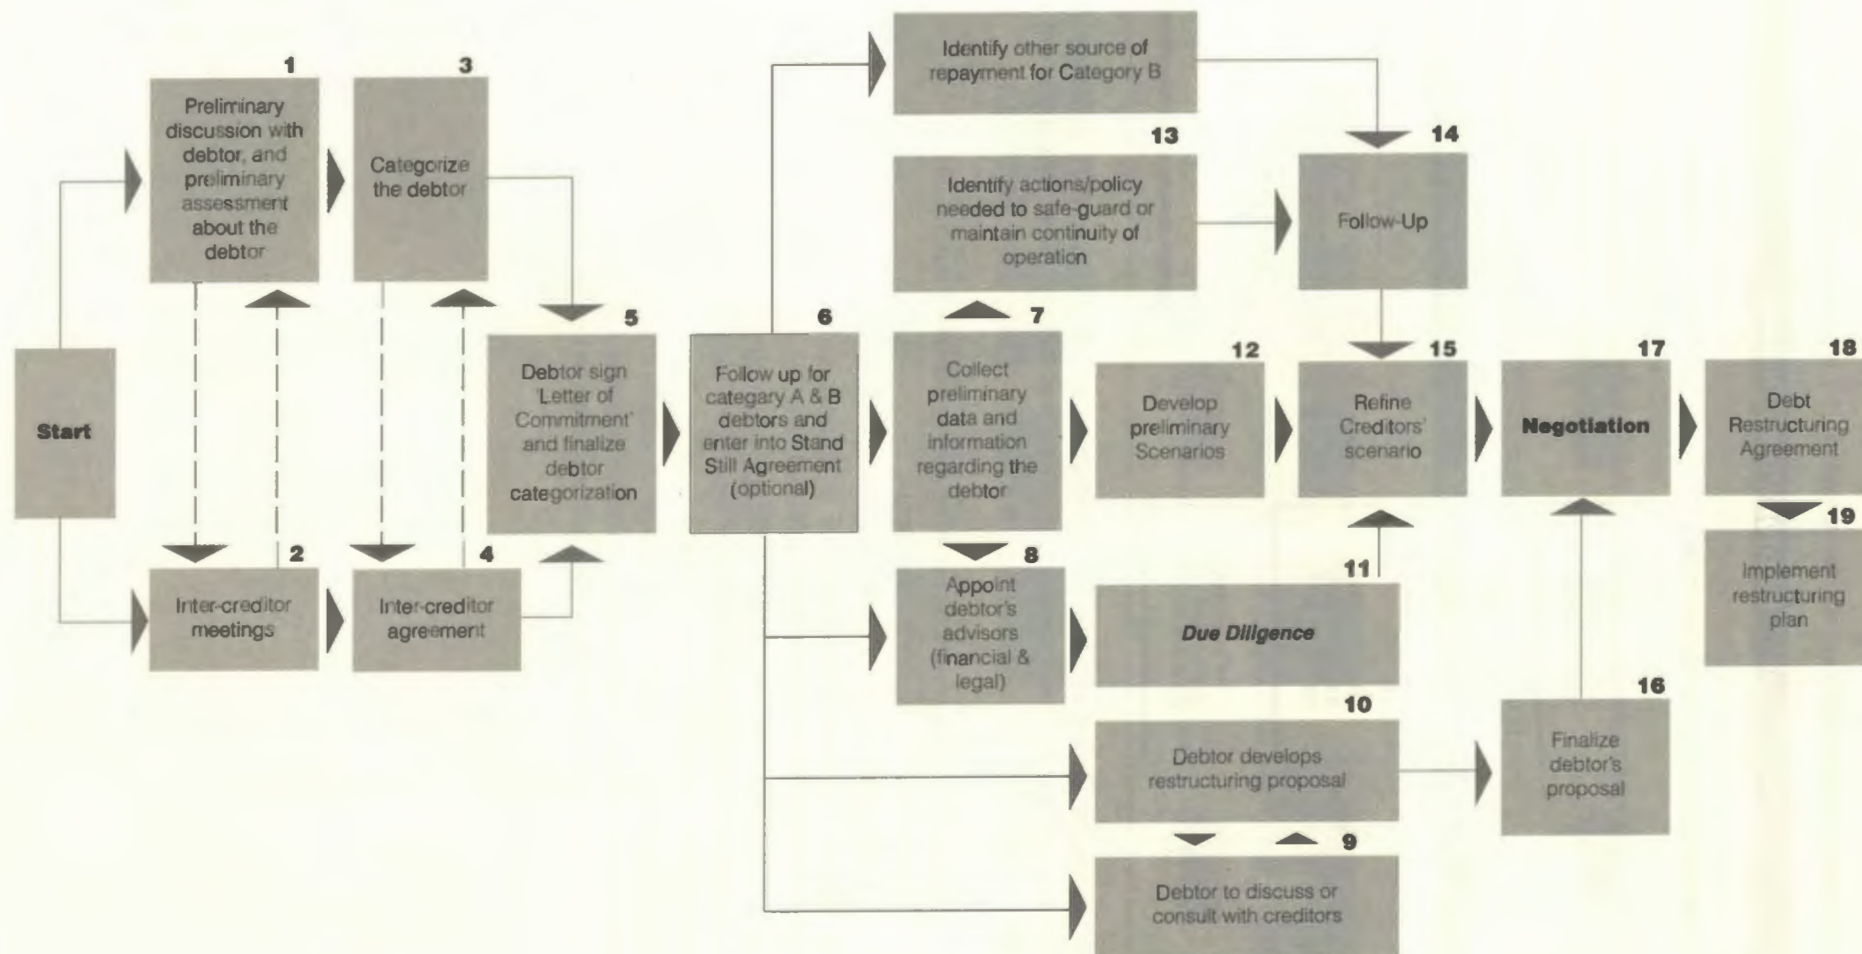 Start
1
Preliminary
discussion with
debtor, and
preliminary
assessment
about the
debtor
2
Inter-creditor
meetings
3
Categorize
the debtor
4
Inter-creditor
agreement
5
Debtor sign
'Letter of
Commitment'
and finalize
debtor
categorization
6
Follow up for
categary A & B
debtors and
enter into Stand
Still Agreement
(optional)
Identify other source of
repayment for Category B
13
Identify actions/policy
needed to safe-guard or
maintain continuity of
operation
14
Follow-Up
7
Collect
preliminary
data and
information
regarding the
debtor
12
Develop
preliminary
Scenarios
15
Refine
Creditors'
scenario
17
Negotiation
18
Debt
Restructuring
Agreement
19
Implement
restructuring
plan
8
Appoint
debtor's
advisors
(financial &
legal)
11
Due Diligence
10
Debtor develops
restructuring proposal
16
Finalize
debtor's
proposal
9
Debtor to discuss or
consult with creditors